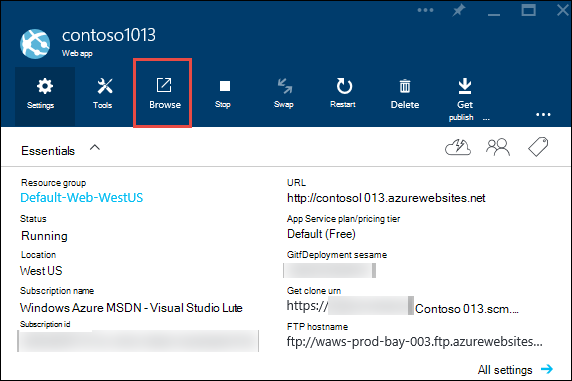 contoso1013
Web app
Settings
Tools
Browse
Stop
Swap
Restart
Delete
Get
publish ...
...
Essentials
Resource group
Default-Web-WestUS
Status
Running
Location
West US
Subscription name
Windows Azure MSDN - Visual Studio Lute
Subscription id
URL
http://contosol 013.azurewebsites.net
App Service plan/pricing tier
Default (Free)
GitfDeployment sesame
Get clone urn
https:/ Contoso 013.scm...
FTP hostname
ftp://waws-prod-bay-003.ftp.azurewebsites...
All settings